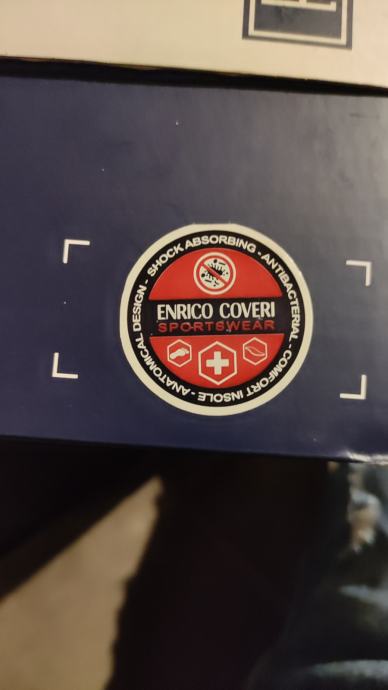 SHOCK ABSORBING - ANTIBACTERIAL - COMFORT INSOLE - ANATOMICAL DESIGN -
ENRICO COVERI
SPORTSWEAR